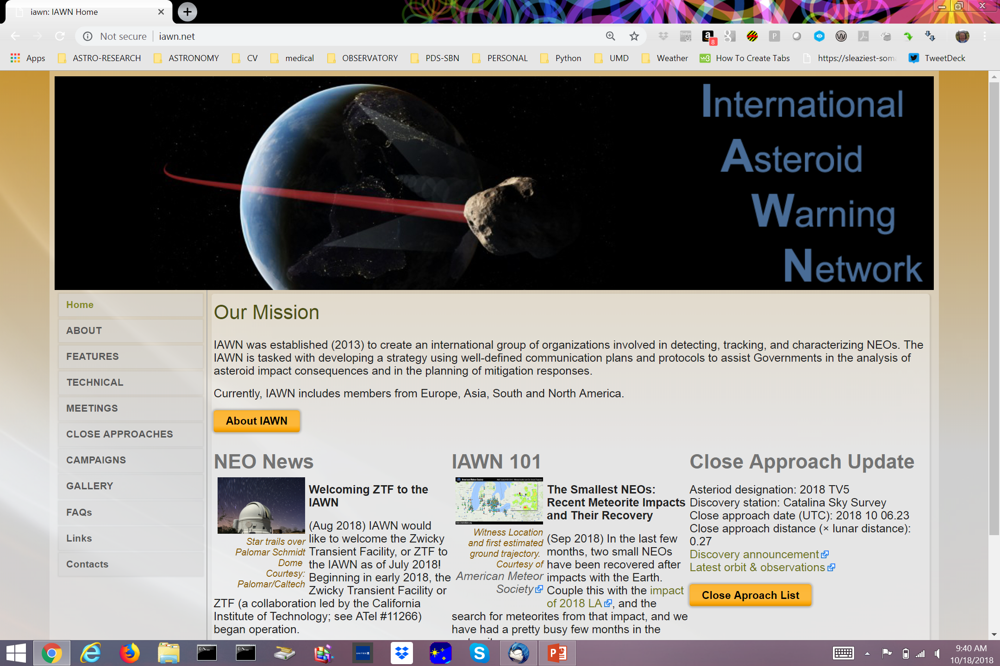 iawn: IAWN Home
Not secure
iawn.net
8
Apps
ASTRO-RESEARCH
ASTRONOMY
CV
medical
OBSERVATORY
PDS-SBN
PERSONAL
Python
UMD
Weather
How To Create Tabs
https://sleaziest-som
TweetDeck
International
Asteroid
Warning
Network
Home
ABOUT
FEATURES
TECHNICAL
MEETINGS
CLOSE APPROACHES
CAMPAIGNS
GALLERY
FAQs
Links
Contacts
Our Mission
IAWN was established (2013) to create an international group of organizations involved in detecting, tracking, and characterizing NEOs. The
IAWN is tasked with developing a strategy using well-defined communication plans and protocols to assist Governments in the analysis of
asteroid impact consequences and in the planning of mitigation responses.
Currently, IAWN includes members from Europe, Asia, South and North America.
About IAWN
NEO News
Star trails over
Palomar Schmidt
Dome
Courtesy:
Palomar/Caltech
Welcoming ZTF to the
IAWN
(Aug 2018) IAWN would
like to welcome the Zwicky
Transient Facility, or ZTF to
the IAWN as of July 2018!
Beginning in early 2018, the
Zwicky Transient Facility or
ZTF (a collaboration led by the California
Institute of Technology; see ATel #11266)
began operation.
IAWN 101
American Meteor Society
Witness Location
and first estimated
ground trajectory.
Courtesy of
American Meteor
Society
The Smallest NEOs:
Recent Meteorite Impacts
and Their Recovery
(Sep 2018) In the last few
months, two small NEOs
have been recovered after
impacts with the Earth.
Couple this with the impact
of 2018 LA, and the
search for meteorites from that impact, and we
have had a pretty busy few months in the
Close Approach Update
Asteriod designation: 2018 TV5
Discovery station: Catalina Sky Survey
Close approach date (UTC): 2018 10 06.23
Close approach distance (× lunar distance):
0.27
Discovery announcement
Latest orbit & observations
Close Aproach List
9:40 AM
10/18/2018